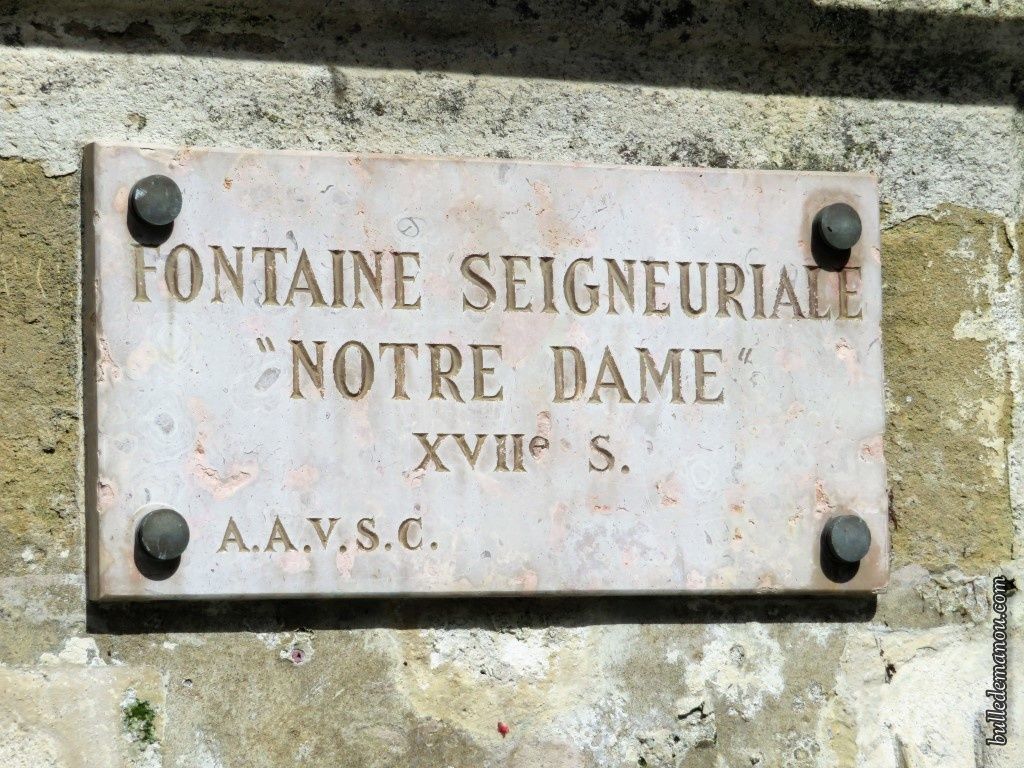 FONTAINE SEIGNEURIALE
"NOTRE DAME"
XVIIe S.
A.A.V.S.C.
bulledemanou.com